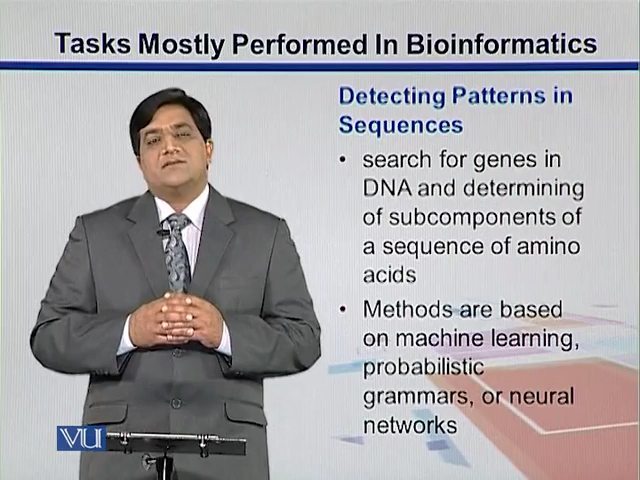 Tasks Mostly Performed In Bioinformatics
Detecting Patterns in
Sequences
• search for genes in
DNA and determining
of subcomponents of
a sequence of amino
acids
• Methods are based
on machine learning,
probabilistic
grammars, or neural
networks
VU